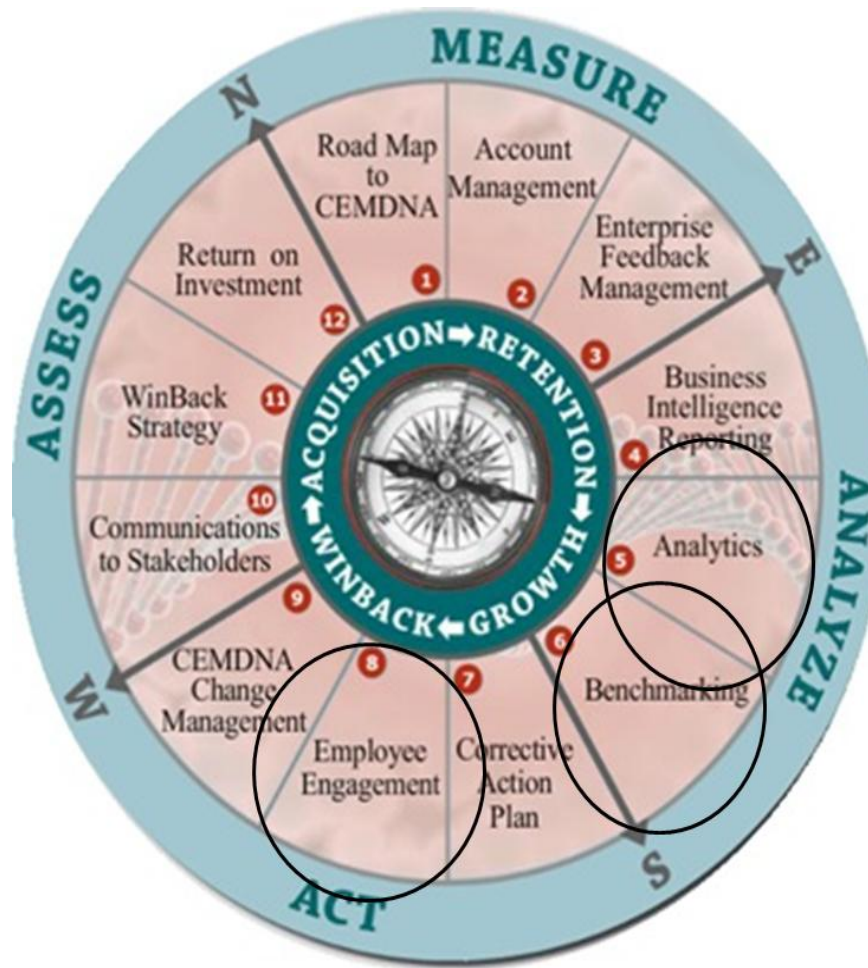 MEASURE
N
Road Map
to
CEMDNA
1
Account
Management
2
Enterprise
Feedback
Management
3
E
Business
Intelligence
Reporting
4
ANALYZE
Analytics
5
Benchmarking
6
S
Corrective
Action
Plan
7
Employee
Engagement
8
ACT
CEMDNA
Change
Management
9
W
Communications
to Stakeholders
10
ASSESS
WinBack
Strategy
11
Return on
Investment
12
ACQUISITION
RETENTION
GROWTH
WINBACK